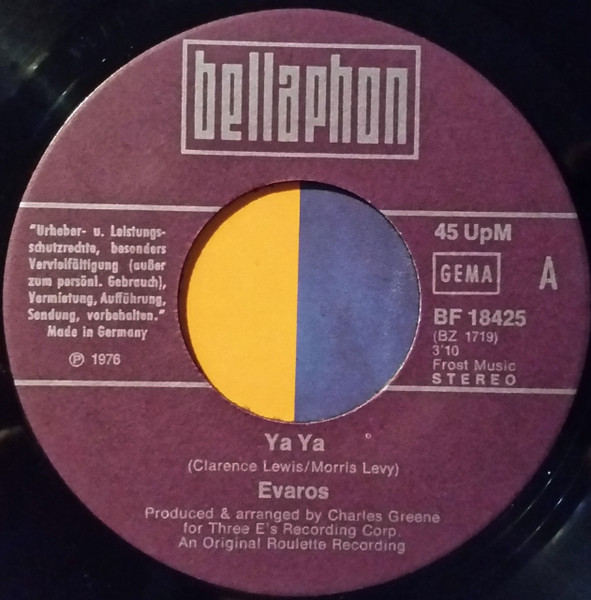 bellaphon
"Urheber- u. Leistungs-
schutzrechte, besonders
Vervielfältigung (außer
zum persönl. Gebrauch),
Vermietung, Aufführung,
Sendung, vorbehalten."
Made in Germany
℗ 1976
45 UpM
GEMA
A
BF 18425
(BZ 1719)
3'10
Frost Music
STEREO
Ya Ya
(Clarence Lewis/Morris Levy)
Evaros
Produced & arranged by Charles Greene
for Three E's Recording Corp.
An Original Roulette Recording